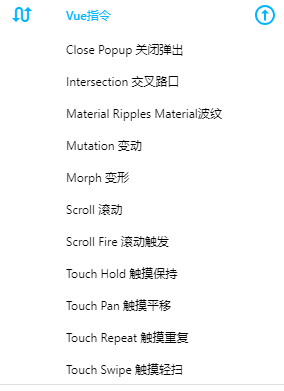 Vue指令
Close Popup 关闭弹出
Intersection 交叉路口
Material Ripples Material波纹
Mutation 变动
Morph 变形
Scroll 滚动
Scroll Fire 滚动触发
Touch Hold 触摸保持
Touch Pan 触摸平移
Touch Repeat 触摸重复
Touch Swipe 触摸轻扫